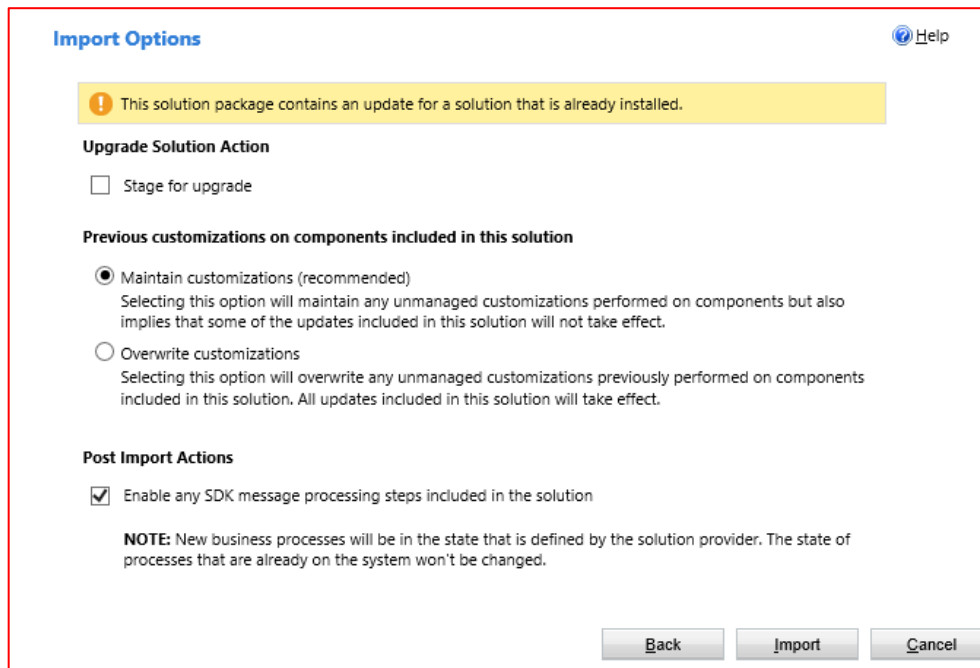 Import Options
Help
This solution package contains an update for a solution that is already installed.
Upgrade Solution Action
Stage for upgrade
Previous customizations on components included in this solution
Maintain customizations (recommended)
Selecting this option will maintain any unmanaged customizations performed on components but also
implies that some of the updates included in this solution will not take effect.
Overwrite customizations
Selecting this option will overwrite any unmanaged customizations previously performed on components
included in this solution. All updates included in this solution will take effect.
Post Import Actions
Enable any SDK message processing steps included in the solution
NOTE: New business processes will be in the state that is defined by the solution provider. The state of
processes that are already on the system won't be changed.
Back
Import
Cancel